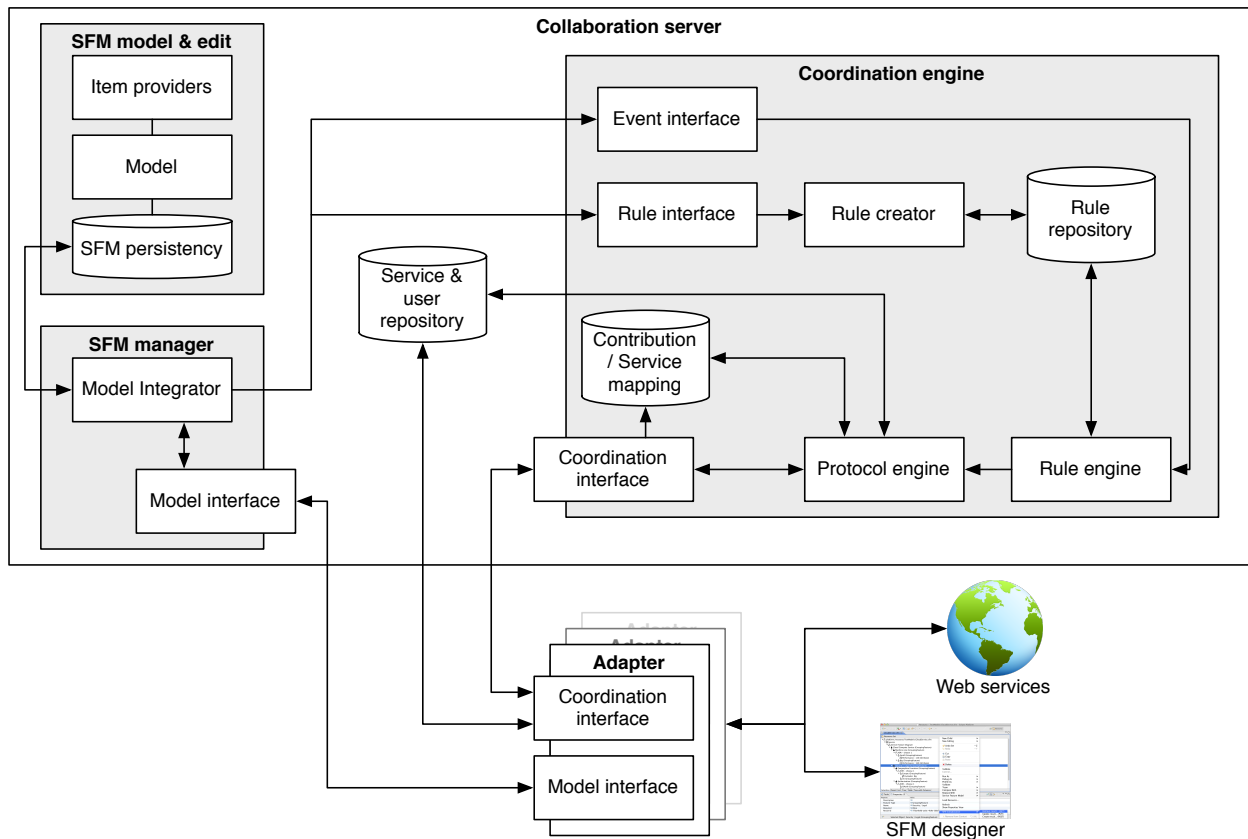 Collaboration server
SFM model & edit
Item providers
Model
SFM persistency
SFM manager
Model Integrator
Model interface
Service &
user
repository
Coordination engine
Event interface
Rule interface
Rule creator
Rule
repository
Contribution
/ Service
mapping
Coordination
interface
Protocol engine
Rule engine
Adapter
Adapter
Adapter
Coordination
interface
Model interface
Web services
SFM designer